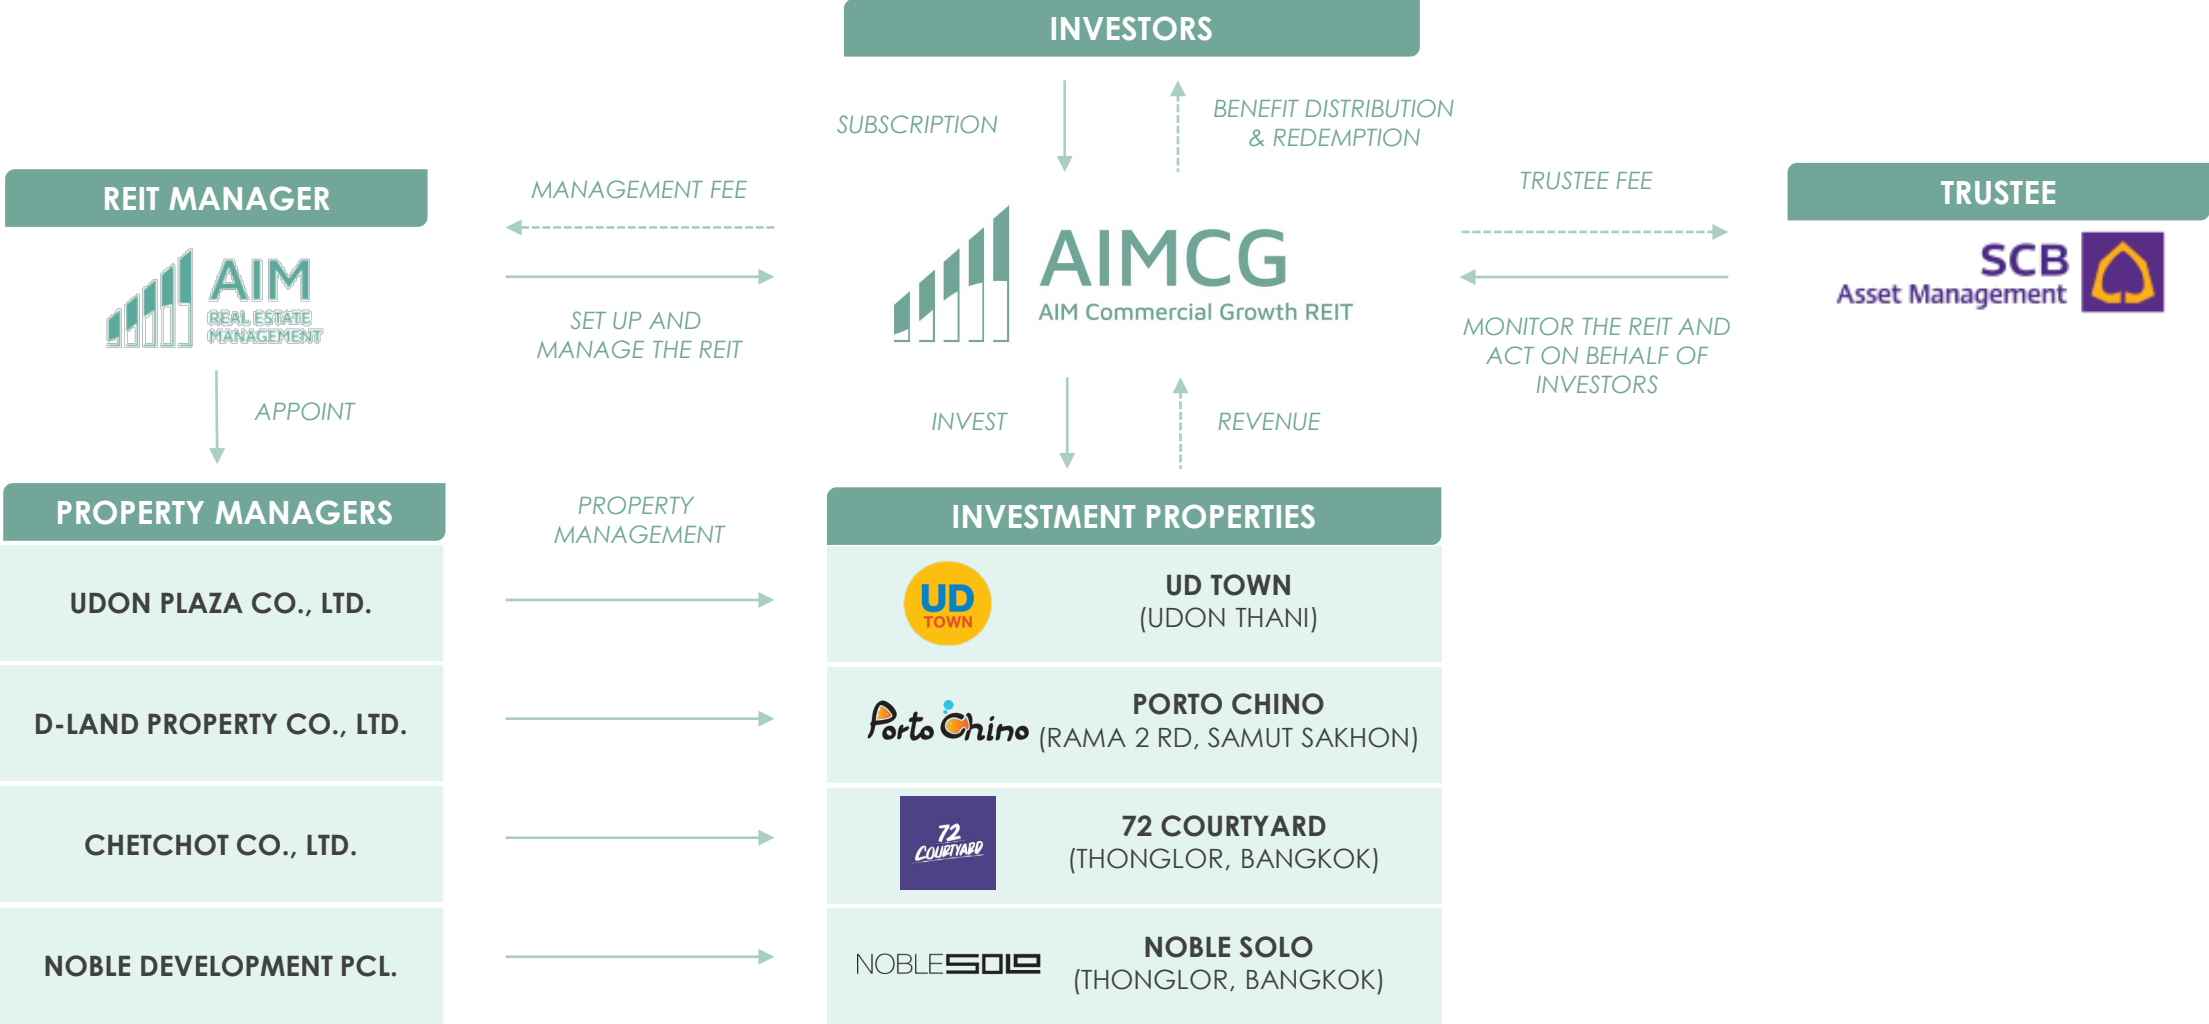 INVESTORS
SUBSCRIPTION
BENEFIT DISTRIBUTION
& REDEMPTION
REIT MANAGER
AIM
REAL ESTATE
MANAGEMENT
MANAGEMENT FEE
SET UP AND
MANAGE THE REIT
AIMCG
AIM Commercial Growth REIT
TRUSTEE FEE
MONITOR THE REIT AND
ACT ON BEHALF OF
INVESTORS
TRUSTEE
SCB
Asset Management
APPOINT
INVEST
REVENUE
PROPERTY MANAGERS
PROPERTY
MANAGEMENT
INVESTMENT PROPERTIES
UDON PLAZA CO., LTD.
UD
TOWN
UD TOWN
(UDON THANI)
D-LAND PROPERTY CO., LTD.
Porto Chino
PORTO CHINO
(RAMA 2 RD, SAMUT SAKHON)
CHETCHOT CO., LTD.
72
COURTYARD
72 COURTYARD
(THONGLOR, BANGKOK)
NOBLE DEVELOPMENT PCL.
NOBLE SOLO
NOBLE SOLO
(THONGLOR, BANGKOK)